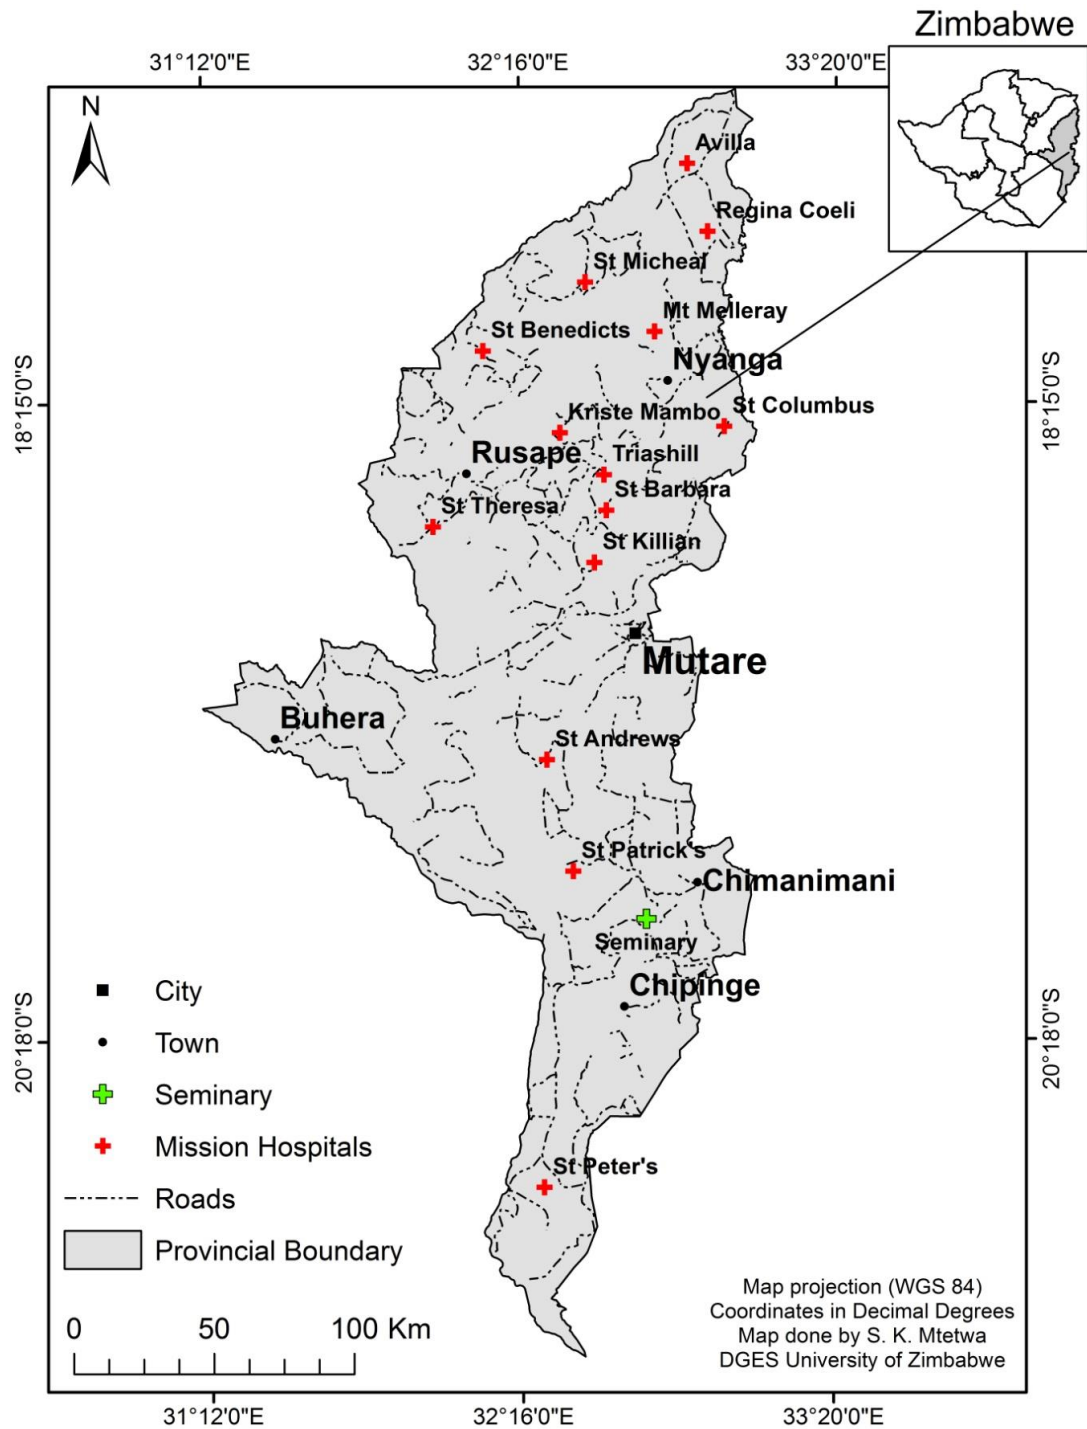 Zimbabwe
31°12'0"E 32°16'0"E 33°20'0"E
N
Avilla
Regina Coeli
St Micheal
Mt Melleray
St Benedicts
Nyanga
18°15'0"S
18°15'0"S
St Columbus
Kriste Mambo
Rusape
Triashill
St Barbara
St Theresa
St Killian
Mutare
Buhera
St Andrews
St Patrick's
Chimanimani
Seminary
Chipinge
20°18'0"S
20°18'0"S
St Peter's
City
Town
Seminary
Mission Hospitals
Roads
Provincial Boundary
0 50 100 Km
Map projection (WGS 84)
Coordinates in Decimal Degrees
Map done by S. K. Mtetwa
DGES University of Zimbabwe
31°12'0"E 32°16'0"E 33°20'0"E